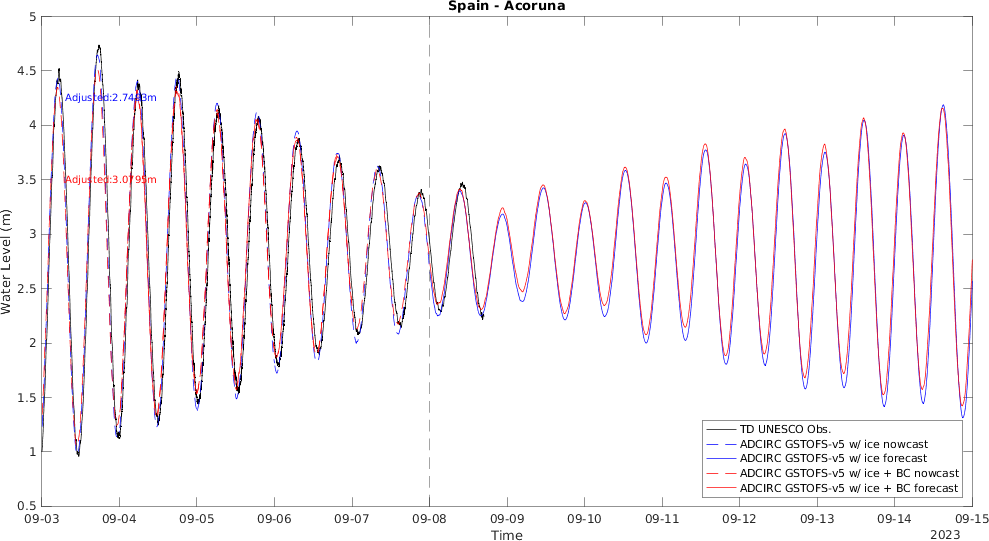 Spain - Acoruna
5
4.5
4
3.5
3
2.5
2
1.5
1
0.5
Water Level (m)
Adjusted:2.7483m
Adjusted:3.0795m
TD UNESCO Obs.
ADCIRC GSTOFS-v5 w/ ice nowcast
ADCIRC GSTOFS-v5 w/ ice forecast
ADCIRC GSTOFS-v5 w/ ice + BC nowcast
ADCIRC GSTOFS-v5 w/ ice + BC forecast
09-03 09-04 09-05 09-06 09-07 09-08 09-09 09-10 09-11 09-12 09-13 09-14 09-15
Time
2023